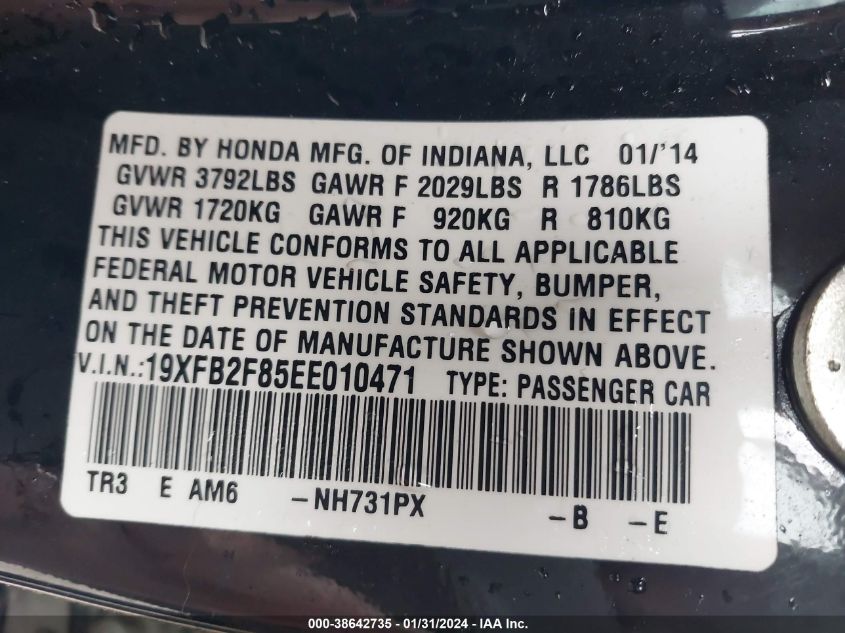 MFD. BY HONDA MFG. OF INDIANA, LLC 01/'14
GVWR 3792LBS GAWR F 2029LBS R 1786LBS
GVWR 1720KG GAWR F 920KG R 810KG
THIS VEHICLE CONFORMS TO ALL APPLICABLE
FEDERAL MOTOR VEHICLE SAFETY, BUMPER,
AND THEFT PREVENTION STANDARDS IN EFFECT
ON THE DATE OF MANUFACTURE SHOWN ABOVE.
V.I.N.:19XFB2F85EE010471 TYPE: PASSENGER CAR
TR3 E AM6 -NH731PX -B -E
000-38642735 - 01/31/2024 - IAA Inc.